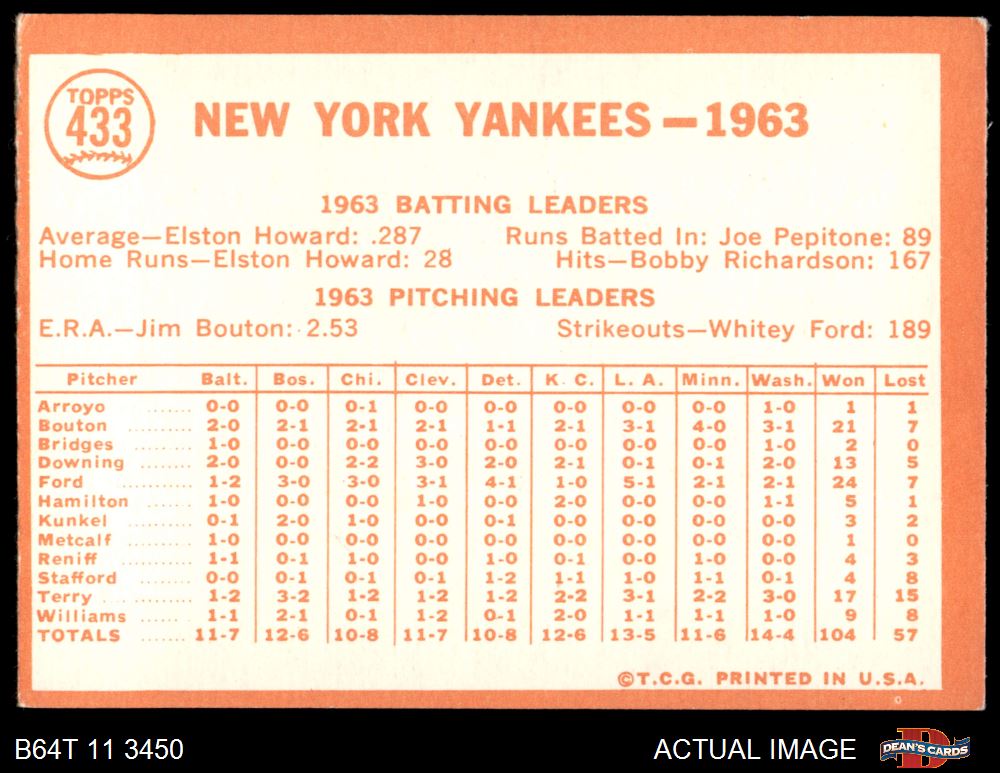 TOPPS
433
NEW YORK YANKEES — 1963
1963 BATTING LEADERS
Average—Elston Howard: .287 Runs Batted In: Joe Pepitone: 89
Home Runs—Elston Howard: 28 Hits—Bobby Richardson: 167
1963 PITCHING LEADERS
E.R.A.—Jim Bouton: 2.53 Strikeouts—Whitey Ford: 189
Pitcher Balt. Bos. Chi. Clev. Det. K. C. L. A. Minn. Wash. Won Lost
Arroyo ....... 0-0 0-0 0-1 0-0 0-0 0-0 0-0 0-0 1-0 1 1
Bouton .......... 2-0 2-1 2-1 2-1 1-1 2-1 3-1 4-0 3-1 21 7
Bridges .......... 1-0 0-0 0-0 0-0 0-0 0-0 0-0 0-0 1-0 2 0
Downing ........ 2-0 0-0 2-2 3-0 2-0 2-1 0-1 0-1 2-0 13 5
Ford .......... 1-2 3-0 3-0 3-1 4-1 1-0 5-1 2-1 2-1 24 7
Hamilton ....... 1-0 0-0 0-0 1-0 0-0 2-0 0-0 0-0 1-1 5 1
Kunkel .......... 0-1 2-0 1-0 0-0 0-1 0-0 0-0 0-0 0-0 3 2
Metcalf ........ 1-0 0-0 0-0 0-0 0-0 0-0 0-0 0-0 0-0 1 0
Reniff .......... 1-1 0-1 1-0 0-0 1-0 0-1 0-0 1-0 0-0 4 3
Stafford ........ 0-0 0-1 0-1 0-1 1-2 1-1 1-0 1-1 0-1 4 8
Terry ............. 1-2 3-2 1-2 1-2 1-2 2-2 3-1 2-2 3-0 17 15
Williams ....... 1-1 2-1 0-1 1-2 0-1 2-0 1-1 1-1 1-0 9 8
TOTALS ....... 11-7 12-6 10-8 11-7 10-8 12-6 13-5 11-6 14-4 104 57
©T.C.G. PRINTED IN U.S.A.
B64T 11 3450 ACTUAL IMAGE DEAN'S CARDS